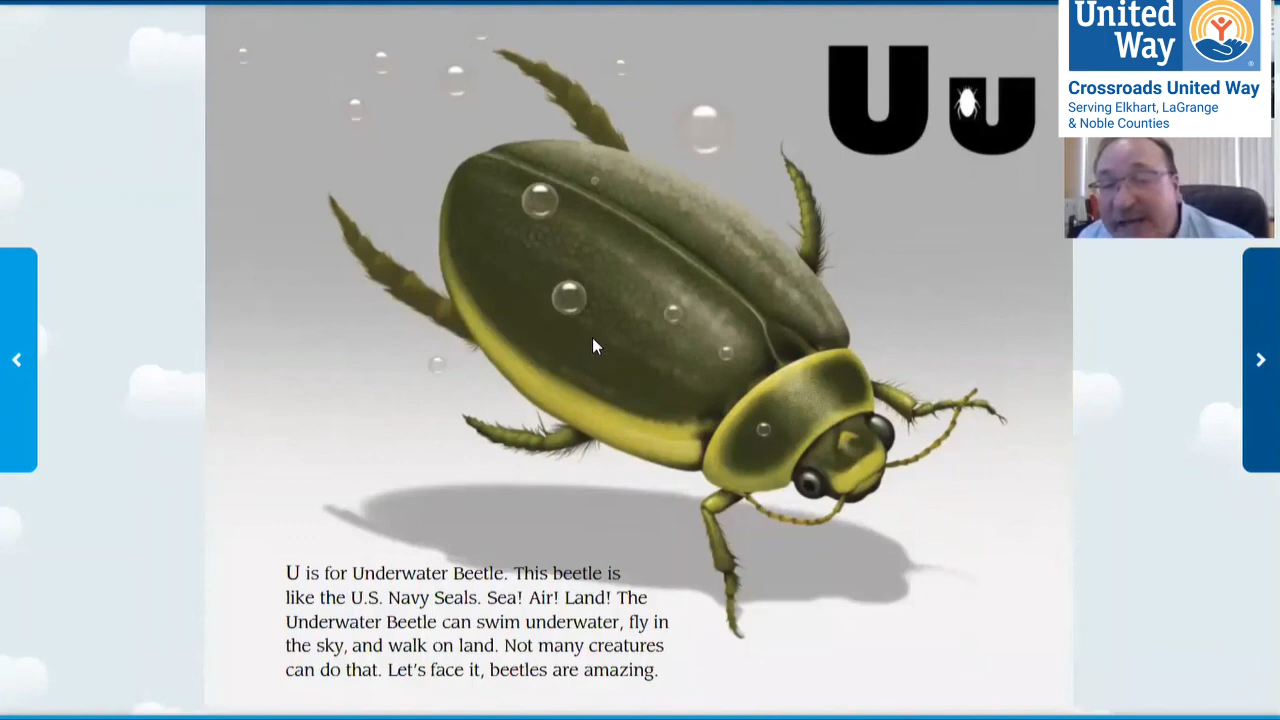 U u
United
Way
Crossroads United Way
Serving Elkhart, LaGrange
& Noble Counties
U is for Underwater Beetle. This beetle is
like the U.S. Navy Seals. Sea! Air! Land! The
Underwater Beetle can swim underwater, fly in
the sky, and walk on land. Not many creatures
can do that. Let's face it, beetles are amazing.